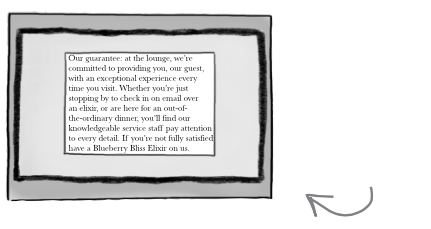 Our guarantee: at the lounge, we're
committed to providing you, our guest,
with an exceptional experience every
time you visit. Whether you're just
stopping by to check in on email over
an elixir, or are here for an out-of-
the-ordinary dinner, you'll find our
knowledgeable service staff pay attention
to every detail. If you're not fully satisfied
have a Blueberry Bliss Elixir on us.